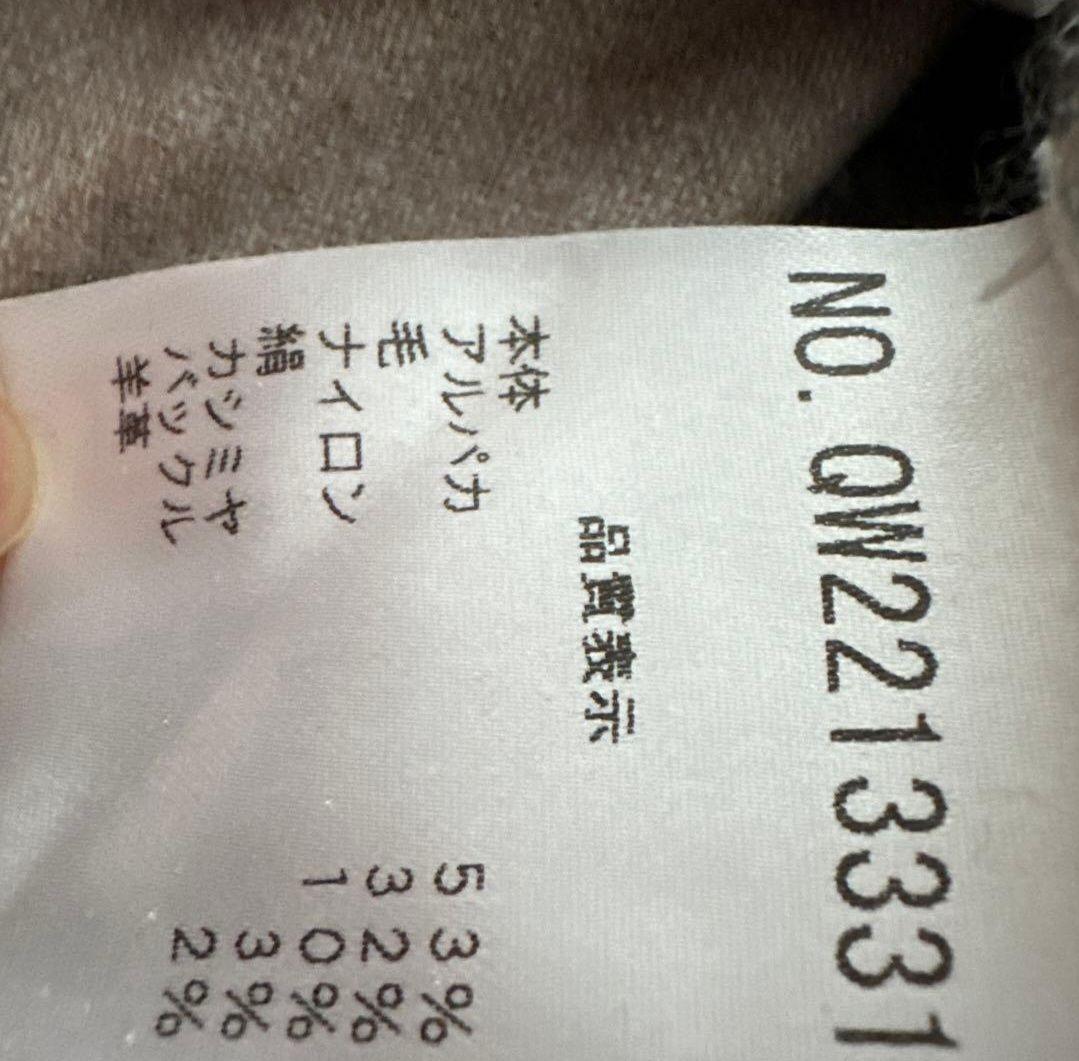 NO. QW2213331
品質表示
本体
アルパカ 53%
毛 32%
ナイロン 10%
絹 3%
カシミヤ 2%
バックル
羊革